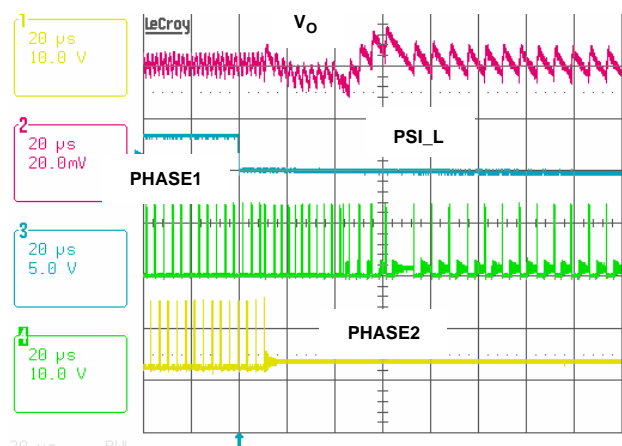 1
20 µs
10.0 V
2
20 µs
20.0mV
3
20 µs
5.0 V
4
20 µs
10.0 V
LeCroy
VO
PSI_L
PHASE1
PHASE2